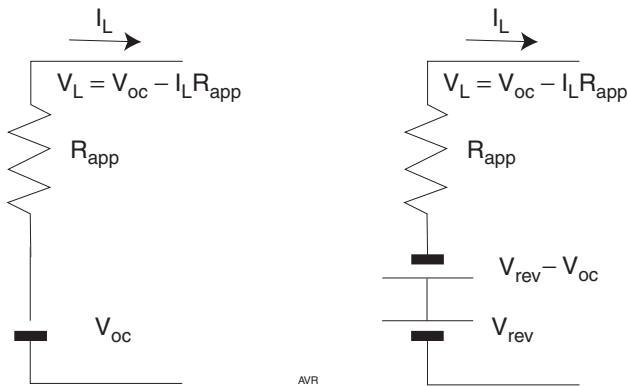 I_L
V_L = V_oc – I_L R_app
R_app
V_oc
I_L
V_L = V_oc – I_L R_app
R_app
V_rev – V_oc
V_rev
AVR